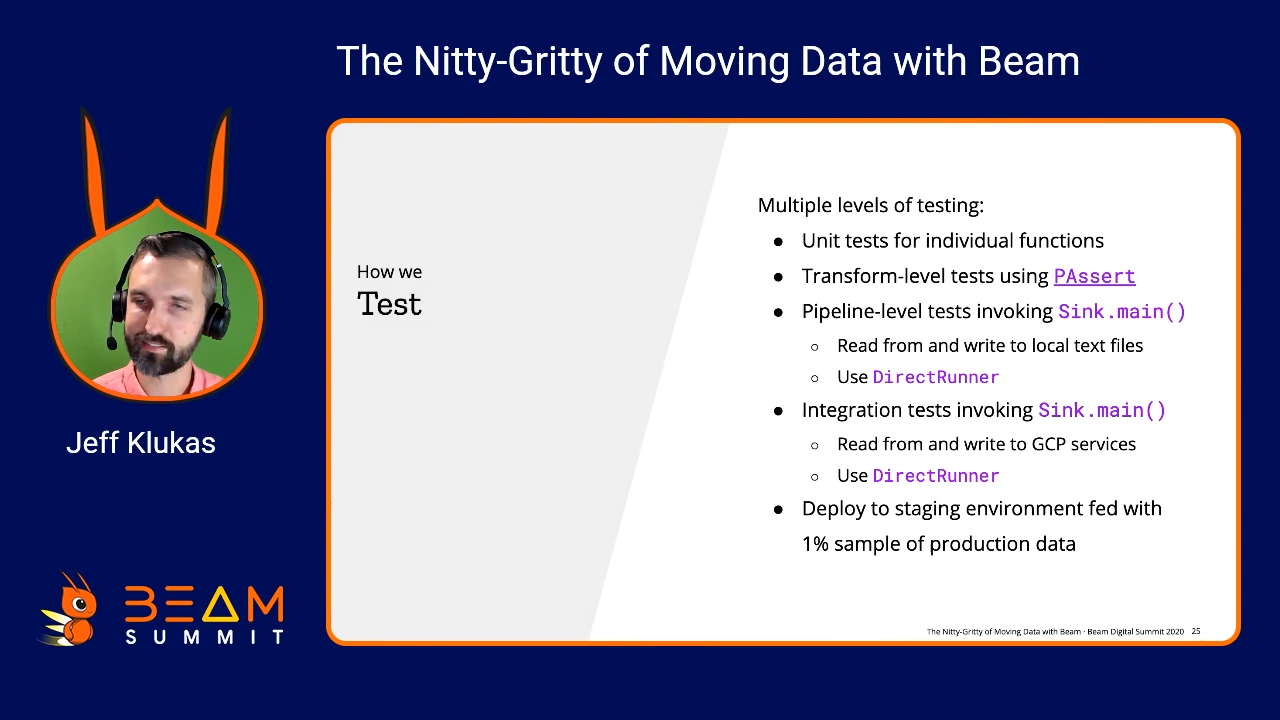 The Nitty-Gritty of Moving Data with Beam
How we
Test
Multiple levels of testing:
● Unit tests for individual functions
● Transform-level tests using PAssert
● Pipeline-level tests invoking Sink.main()
○ Read from and write to local text files
○ Use DirectRunner
● Integration tests invoking Sink.main()
○ Read from and write to GCP services
○ Use DirectRunner
● Deploy to staging environment fed with
1% sample of production data
The Nitty-Gritty of Moving Data with Beam - Beam Digital Summit 2020 25
Jeff Klukas
BEAM
SUMMIT